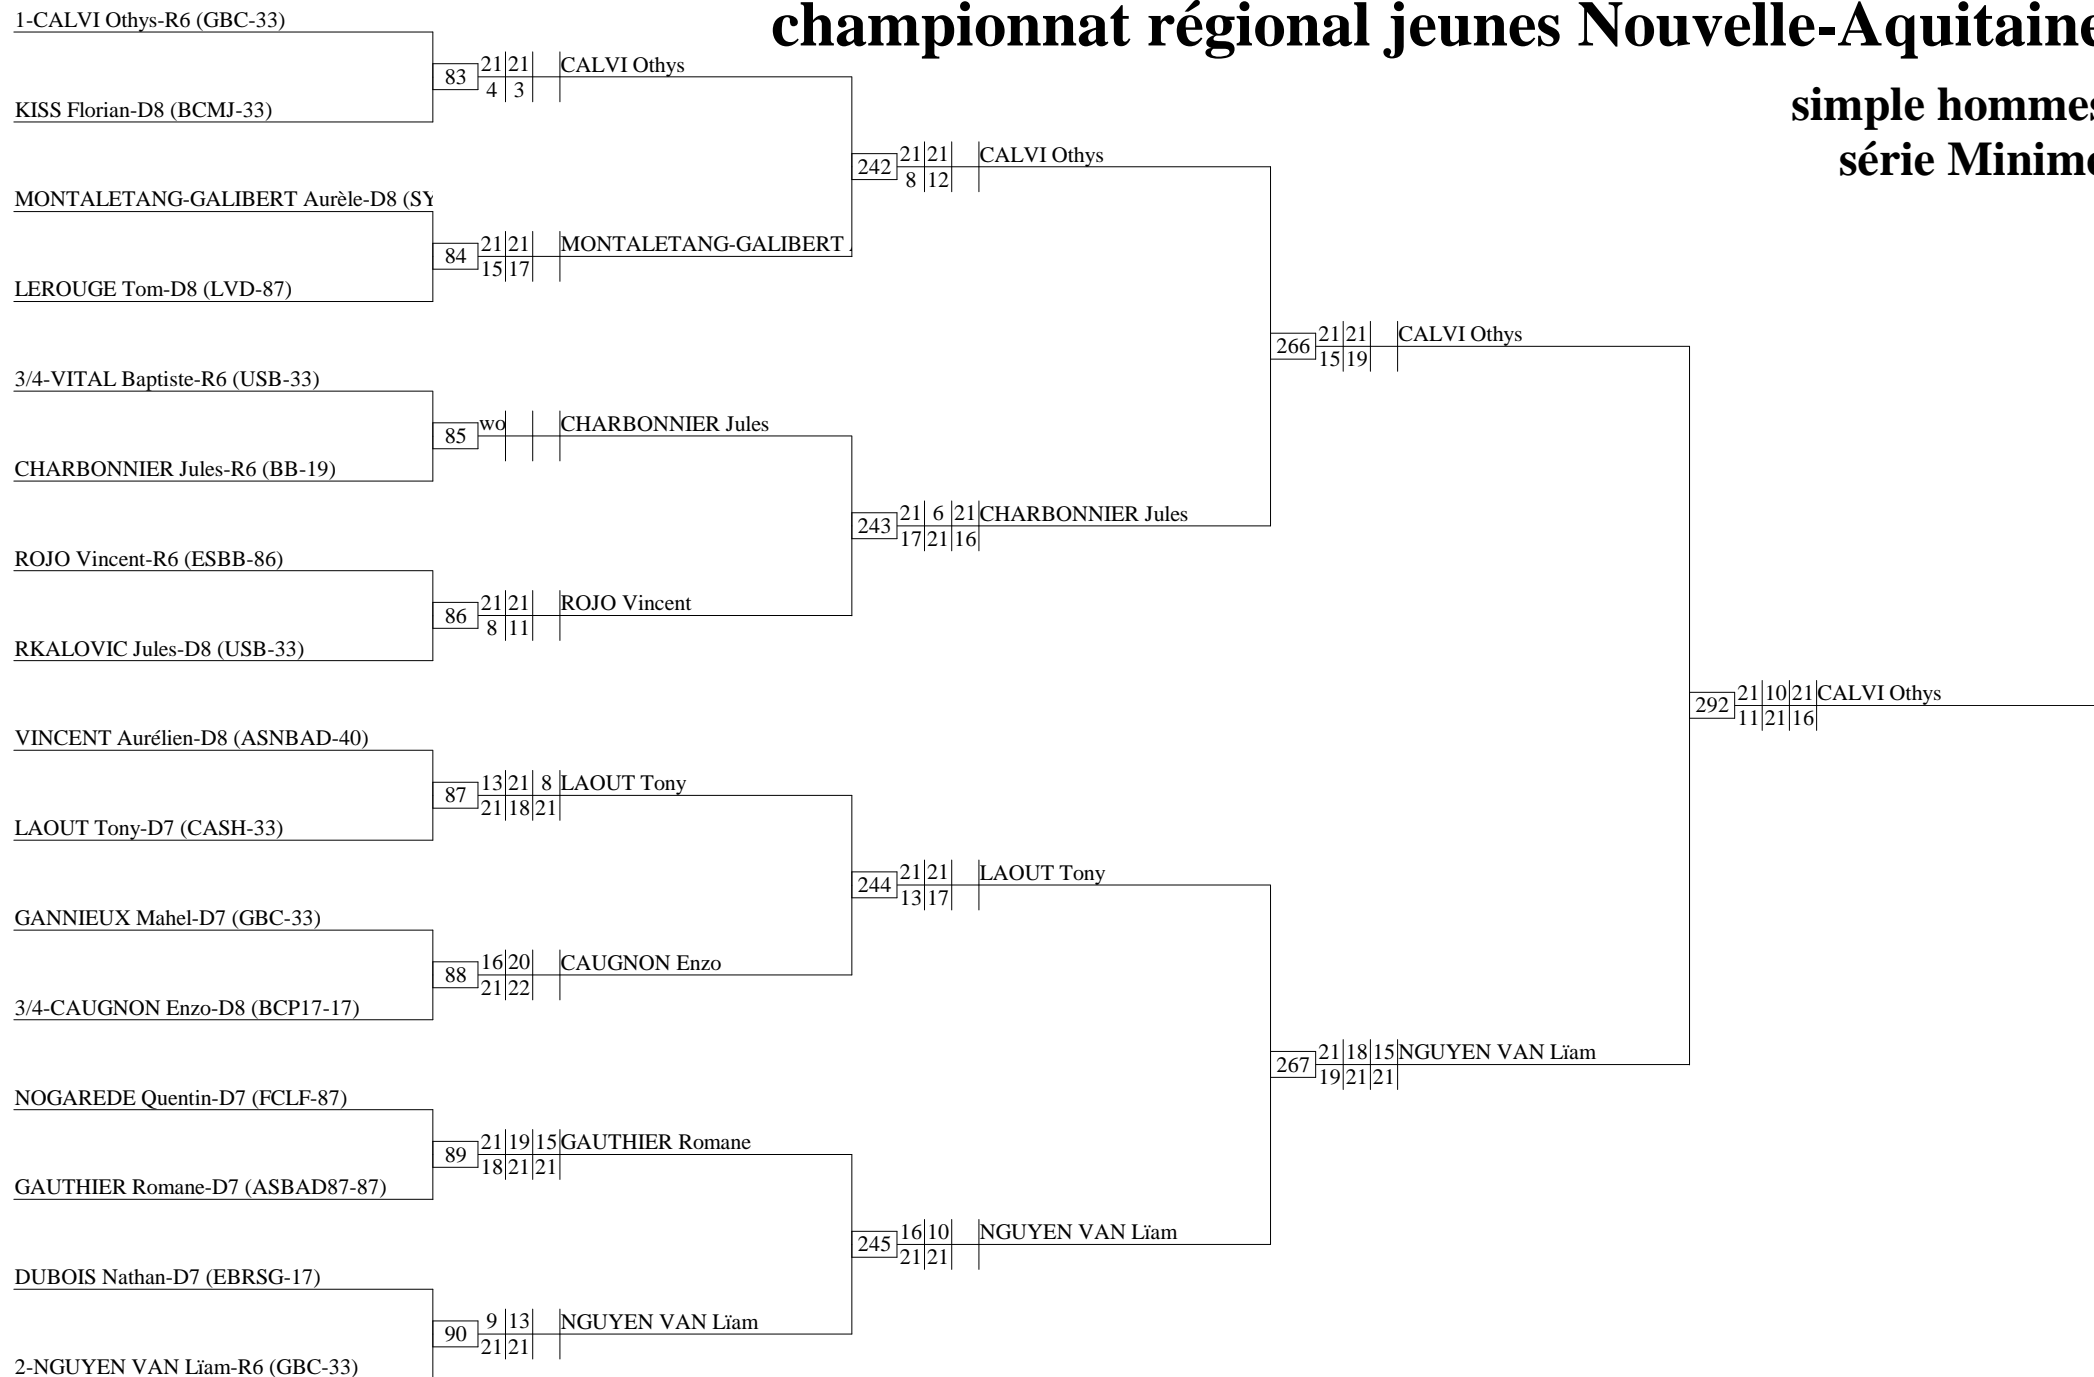 championnat régional jeunes Nouvelle-Aquitaine
simple hommes
série Minime
1-CALVI Othys-R6 (GBC-33)
KISS Florian-D8 (BCMJ-33)
MONTALETANG-GALIBERT Aurèle-D8 (SY
LEROUGE Tom-D8 (LVD-87)
3/4-VITAL Baptiste-R6 (USB-33)
CHARBONNIER Jules-R6 (BB-19)
ROJO Vincent-R6 (ESBB-86)
RKALOVIC Jules-D8 (USB-33)
VINCENT Aurélien-D8 (ASNBAD-40)
LAOUT Tony-D7 (CASH-33)
GANNIEUX Mahel-D7 (GBC-33)
3/4-CAUGNON Enzo-D8 (BCP17-17)
NOGAREDE Quentin-D7 (FCLF-87)
GAUTHIER Romane-D7 (ASBAD87-87)
DUBOIS Nathan-D7 (EBRSG-17)
2-NGUYEN VAN Lïam-R6 (GBC-33)
83 21 21 CALVI Othys
4 3
84 21 21 MONTALETANG-GALIBERT
15 17
85 wo CHARBONNIER Jules
86 21 21 ROJO Vincent
8 11
87 13 21 8 LAOUT Tony
21 18 21
88 16 20 CAUGNON Enzo
21 22
89 21 19 15 GAUTHIER Romane
18 21 21
90 9 13 NGUYEN VAN Lïam
21 21
242 21 21 CALVI Othys
8 12
243 21 6 21 CHARBONNIER Jules
17 21 16
244 21 21 LAOUT Tony
13 17
245 16 10 NGUYEN VAN Lïam
21 21
266 21 21 CALVI Othys
15 19
267 21 18 15 NGUYEN VAN Lïam
19 21 21
292 21 10 21 CALVI Othys
11 21 16